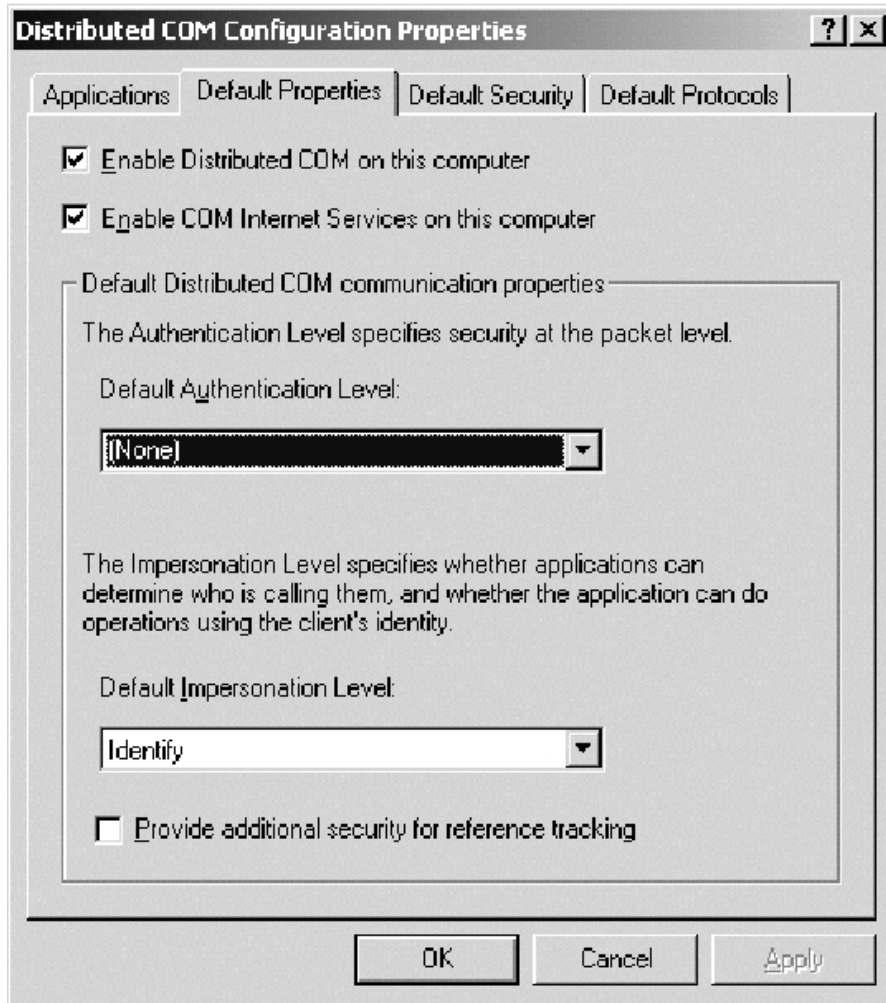 Distributed COM Configuration Properties
Applications
Default Properties
Default Security
Default Protocols
Enable Distributed COM on this computer
Enable COM Internet Services on this computer
Default Distributed COM communication properties
The Authentication Level specifies security at the packet level.
Default Authentication Level:
(None)
The Impersonation Level specifies whether applications can
determine who is calling them, and whether the application can do
operations using the client's identity.
Default Impersonation Level:
Identify
Provide additional security for reference tracking
OK
Cancel
Apply